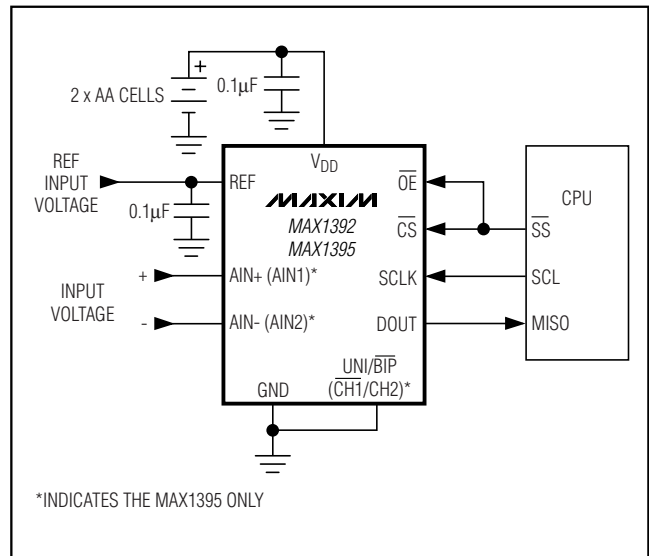 +
2 x AA CELLS
0.1µF
VDD
REF
INPUT
VOLTAGE
0.1µF
REF
MAXIM
MAX1392
MAX1395
OE
CS
CPU
SS
+
INPUT
VOLTAGE
-
AIN+ (AIN1)*
AIN- (AIN2)*
SCLK
SCL
DOUT
MISO
UNI/BIP
(CH1/CH2)*
GND
*INDICATES THE MAX1395 ONLY